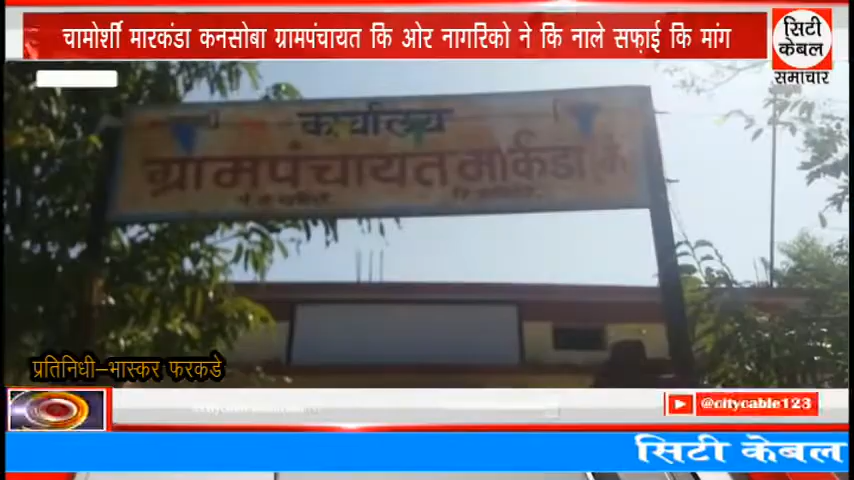 चामोर्शी मारकंडा कनसोबा ग्रामपंचायत कि ओर नागरिको ने कि नाले सफ़ाई कि मांग
सिटी
केबल
समाचार
कार्यालय
ग्रामपंचायत मार्कंडा
प्रतिनिधी-भास्कर फरकडे
@citycable123
सिटी केबल